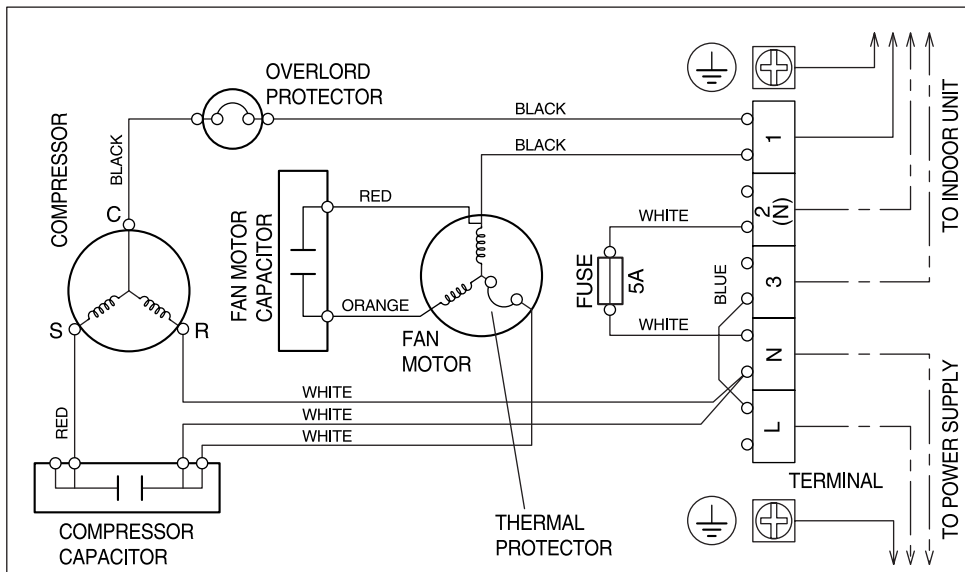 OVERLORD
PROTECTOR
BLACK
BLACK
BLACK
COMPRESSOR
C
S
R
RED
FAN MOTOR
CAPACITOR
RED
ORANGE
FAN
MOTOR
WHITE
FUSE
5A
WHITE
BLUE
1
2
(N)
3
N
L
TERMINAL
TO INDOOR UNIT
TO POWER SUPPLY
WHITE
WHITE
WHITE
RED
COMPRESSOR
CAPACITOR
THERMAL
PROTECTOR